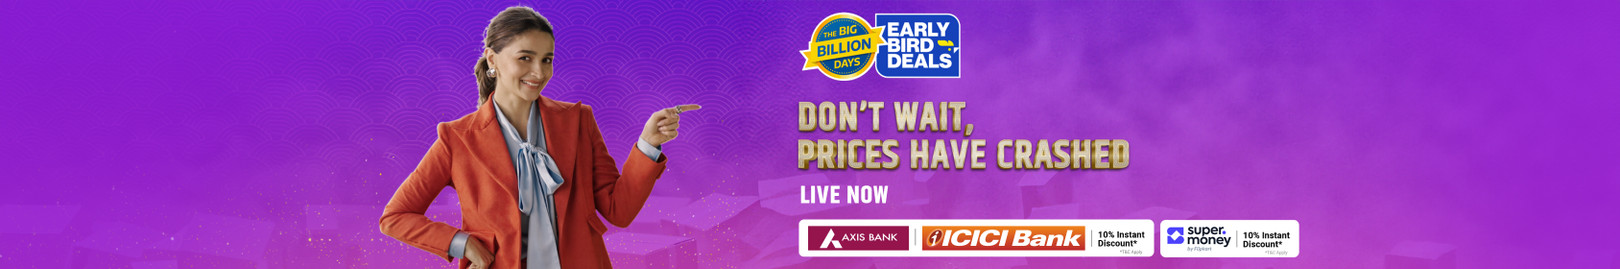 THE BIG
BILLION
DAYS
EARLY
BIRD
DEALS
DON'T WAIT,
PRICES HAVE CRASHED
LIVE NOW
AXIS BANK
ICICI Bank
10% Instant
Discount*
*T&C Apply
super.
money
by Flipkart
10% Instant
Discount*
*T&C Apply